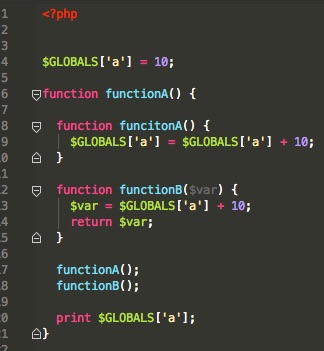 1 <?php
2
3
4 $GLOBALS['a'] = 10;
5
6 function functionA() {
7
8 function funcitonA() {
9 $GLOBALS['a'] = $GLOBALS['a'] + 10;
0 }
1
2 function functionB($var) {
3 $var = $GLOBALS['a'] + 10;
4 return $var;
5 }
6
7 functionA();
8 functionB();
9
0 print $GLOBALS['a'];
1 }
2